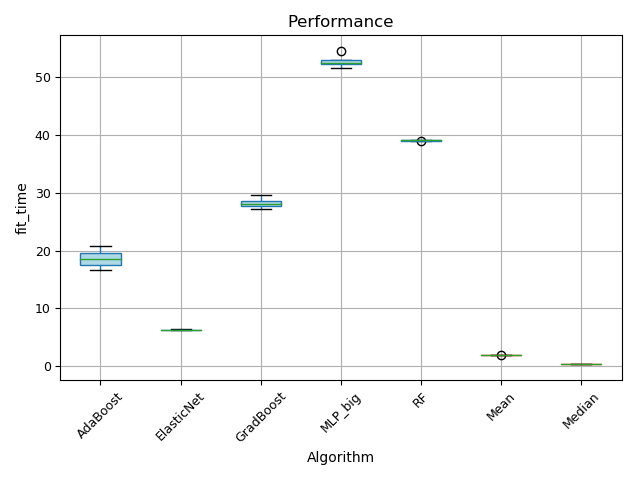 Performance
fit_time
50
40
30
20
10
0
AdaBoost
ElasticNet
GradBoost
MLP_big
RF
Mean
Median
Algorithm